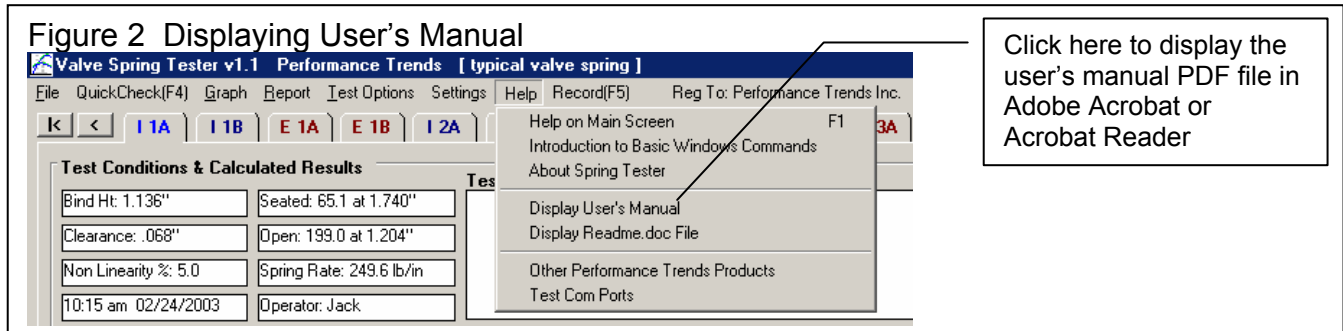 Figure 2  Displaying User's Manual
Valve Spring Tester v1.1   Performance Trends   [ typical valve spring ]
File  QuickCheck(F4)  Graph  Report  Test Options  Settings  Help  Record(F5)  Reg To: Performance Trends Inc.
I 1A  I 1B  E 1A  E 1B  I 2A  3A
Test Conditions & Calculated Results
Tes
Bind Ht: 1.136"
Seated: 65.1 at 1.740"
Clearance: .068"
Open: 199.0 at 1.204"
Non Linearity %: 5.0
Spring Rate: 249.6 lb/in
10:15 am  02/24/2003
Operator: Jack
Help on Main Screen  F1
Introduction to Basic Windows Commands
About Spring Tester
Display User's Manual
Display Readme.doc File
Other Performance Trends Products
Test Com Ports
Click here to display the
user's manual PDF file in
Adobe Acrobat or
Acrobat Reader